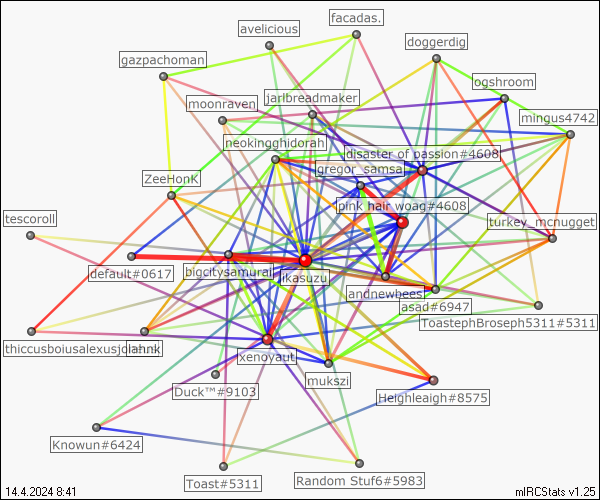 facadas.
avelicious
doggerdig
gazpachoman
ogshroom
jarlbreadmaker
moonraven
mingus4742
neokingghidorah
disaster of passion#4608
gregor_samsa
ZeeHonK
pink hair woag#4608
tescoroll
turkey_mcnugget
default#0617
bigcitysamurai
likasuzu
andnewbees
asad#6947
ToastephBroseph5311#5311
thiccusboiusalexusjohnnk
xenoyaut
mukszi
Duck™#9103
Heighleaigh#8575
Knowun#6424
Toast#5311
Random Stuf6#5983
14.4.2024 8:41
mIRCStats v1.25